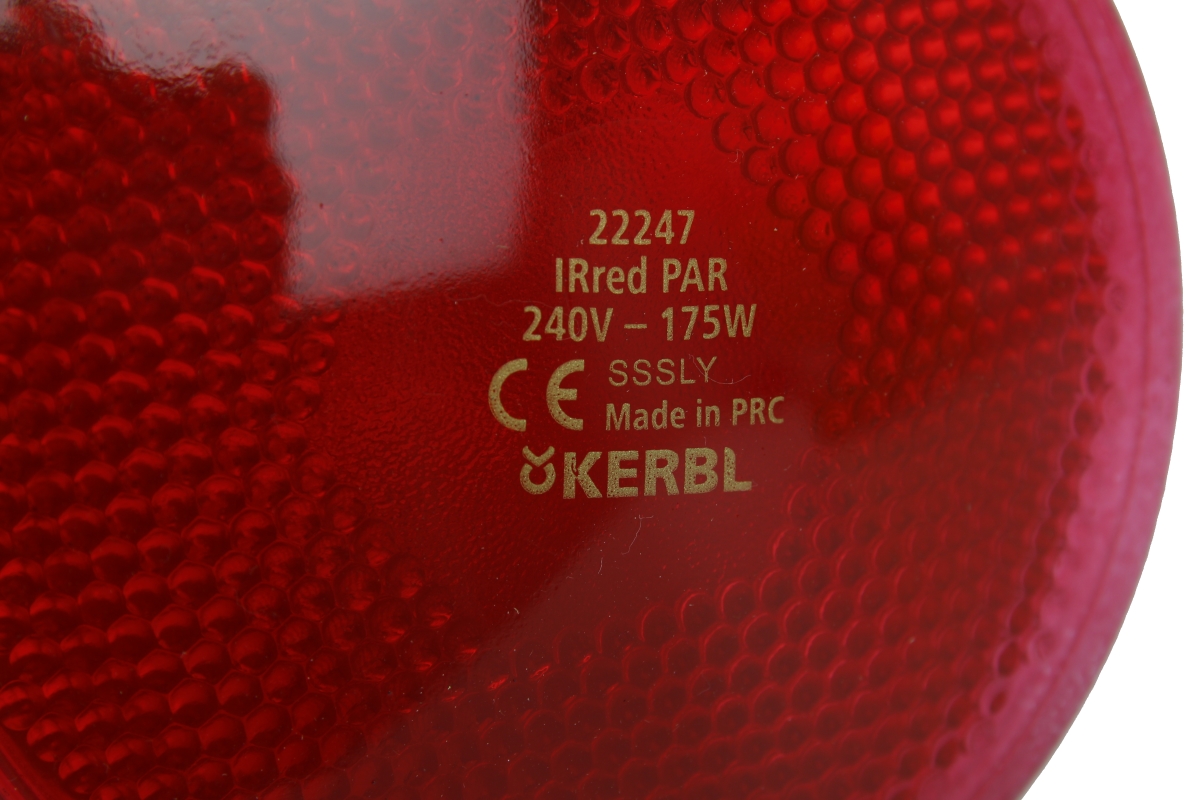 22247
IRred PAR
240V – 175W
CE SSSLY
Made in PRC
KERBL